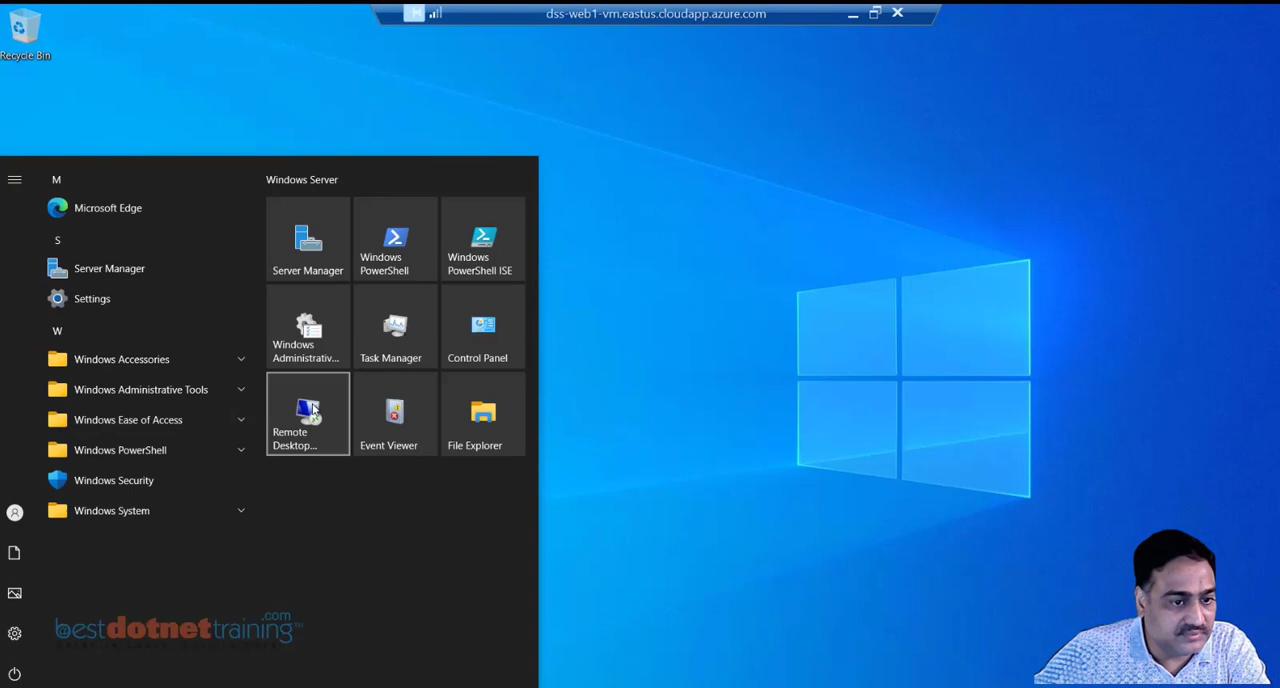 dss-web1-vm.eastus.cloudapp.azure.com
Recycle Bin
M
Microsoft Edge
S
Server Manager
Settings
W
Windows Accessories
Windows Administrative Tools
Windows Ease of Access
Windows PowerShell
Windows Security
Windows System
Windows Server
Server Manager
Windows
PowerShell
Windows
PowerShell ISE
Windows
Administrativ...
Task Manager
Control Panel
Remote
Desktop...
Event Viewer
File Explorer
@bestdotnettraining.com™